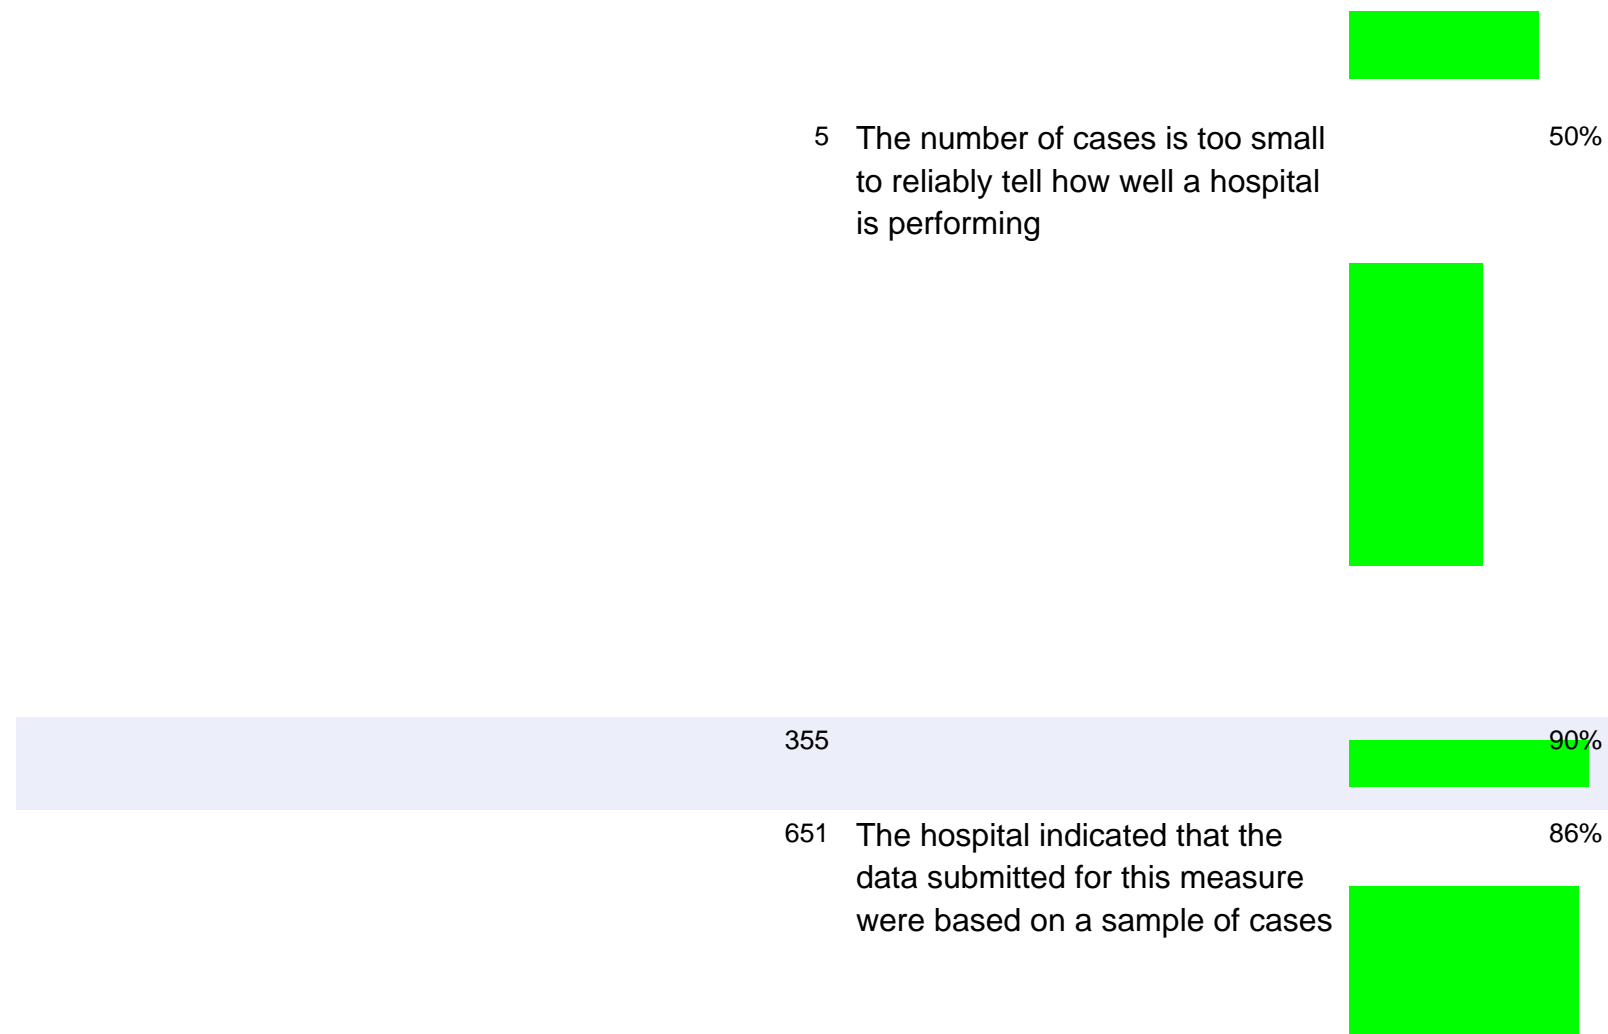 5 The number of cases is too small 50%
to reliably tell how well a hospital
is performing
355 90%
651 The hospital indicated that the 86%
data submitted for this measure
were based on a sample of cases